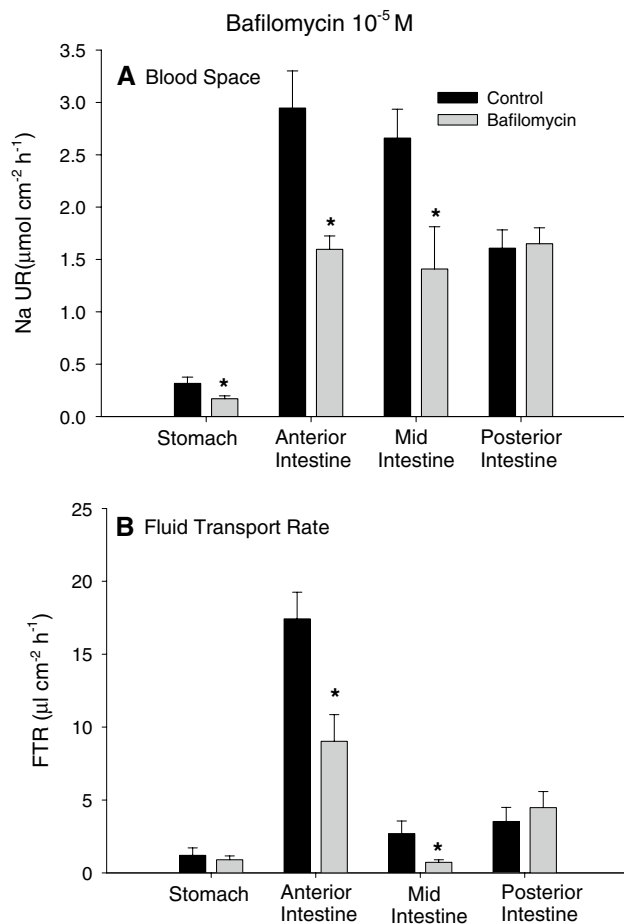 Bafilomycin 10⁻⁵ M
A Blood Space
Control
Bafilomycin
Na UR(μmol cm⁻² h⁻¹)
3.5
3.0
2.5
2.0
1.5
1.0
0.5
0.0
*
*
*
Stomach Anterior Intestine Mid Intestine Posterior Intestine
B Fluid Transport Rate
FTR (μl cm⁻² h⁻¹)
25
20
15
10
5
0
*
*
Stomach Anterior Intestine Mid Intestine Posterior Intestine